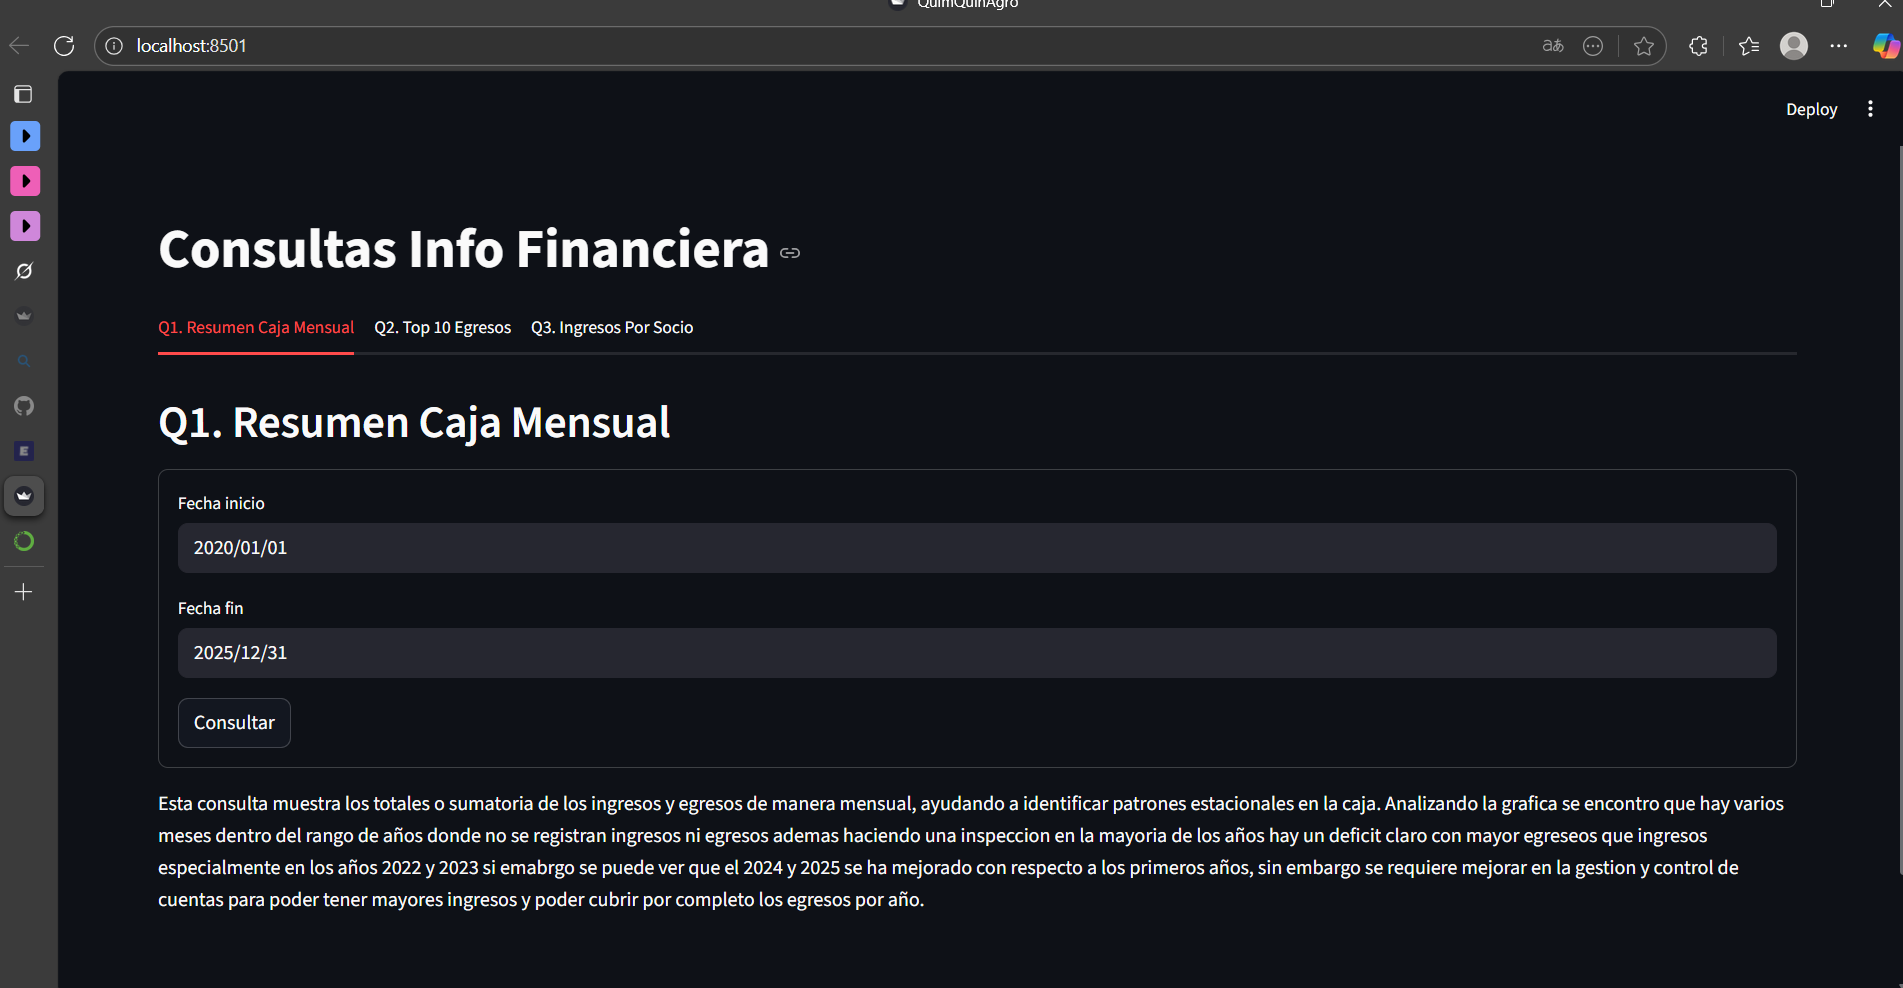 QuimQuinAgro
localhost:8501
Deploy
Consultas Info Financiera
Q1. Resumen Caja Mensual Q2. Top 10 Egresos Q3. Ingresos Por Socio
Q1. Resumen Caja Mensual
Fecha inicio
2020/01/01
Fecha fin
2025/12/31
Consultar
Esta consulta muestra los totales o sumatoria de los ingresos y egresos de manera mensual, ayudando a identificar patrones estacionales en la caja. Analizando la grafica se encontro que hay varios
meses dentro del rango de años donde no se registran ingresos ni egresos ademas haciendo una inspeccion en la mayoria de los años hay un deficit claro con mayor egreseos que ingresos
especialmente en los años 2022 y 2023 si emabrgo se puede ver que el 2024 y 2025 se ha mejorado con respecto a los primeros años, sin embargo se requiere mejorar en la gestion y control de
cuentas para poder tener mayores ingresos y poder cubrir por completo los egresos por año.